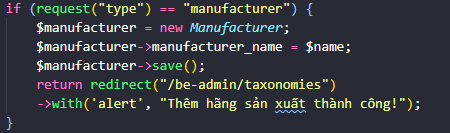 if (request("type") == "manufacturer") {
$manufacturer = new Manufacturer;
$manufacturer->manufacturer_name = $name;
$manufacturer->save();
return redirect("/be-admin/taxonomies")
->with('alert', "Thêm hãng sản xuất thành công!");
}